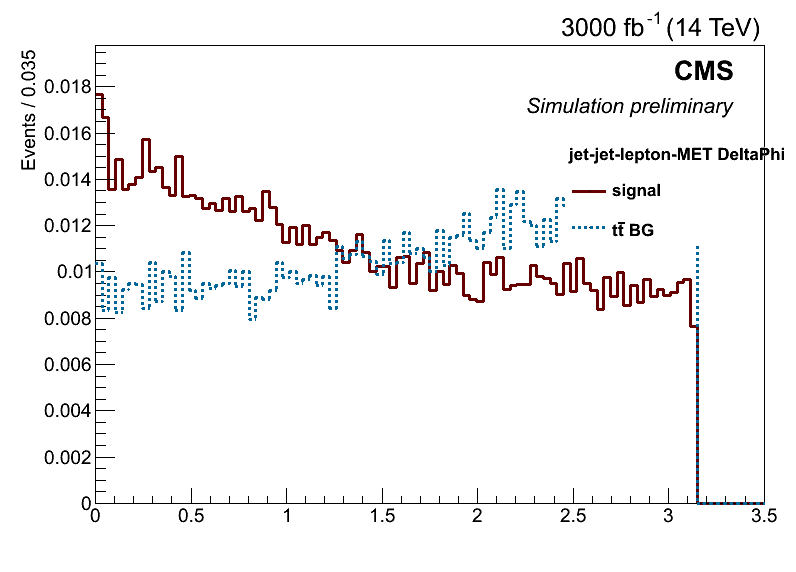 3000 fb⁻¹ (14 TeV)
Events / 0.035
CMS
Simulation preliminary
jet-jet-lepton-MET DeltaPhi
signal
tt̄ BG
0.018
0.016
0.014
0.012
0.01
0.008
0.006
0.004
0.002
0
0 0.5 1 1.5 2 2.5 3 3.5